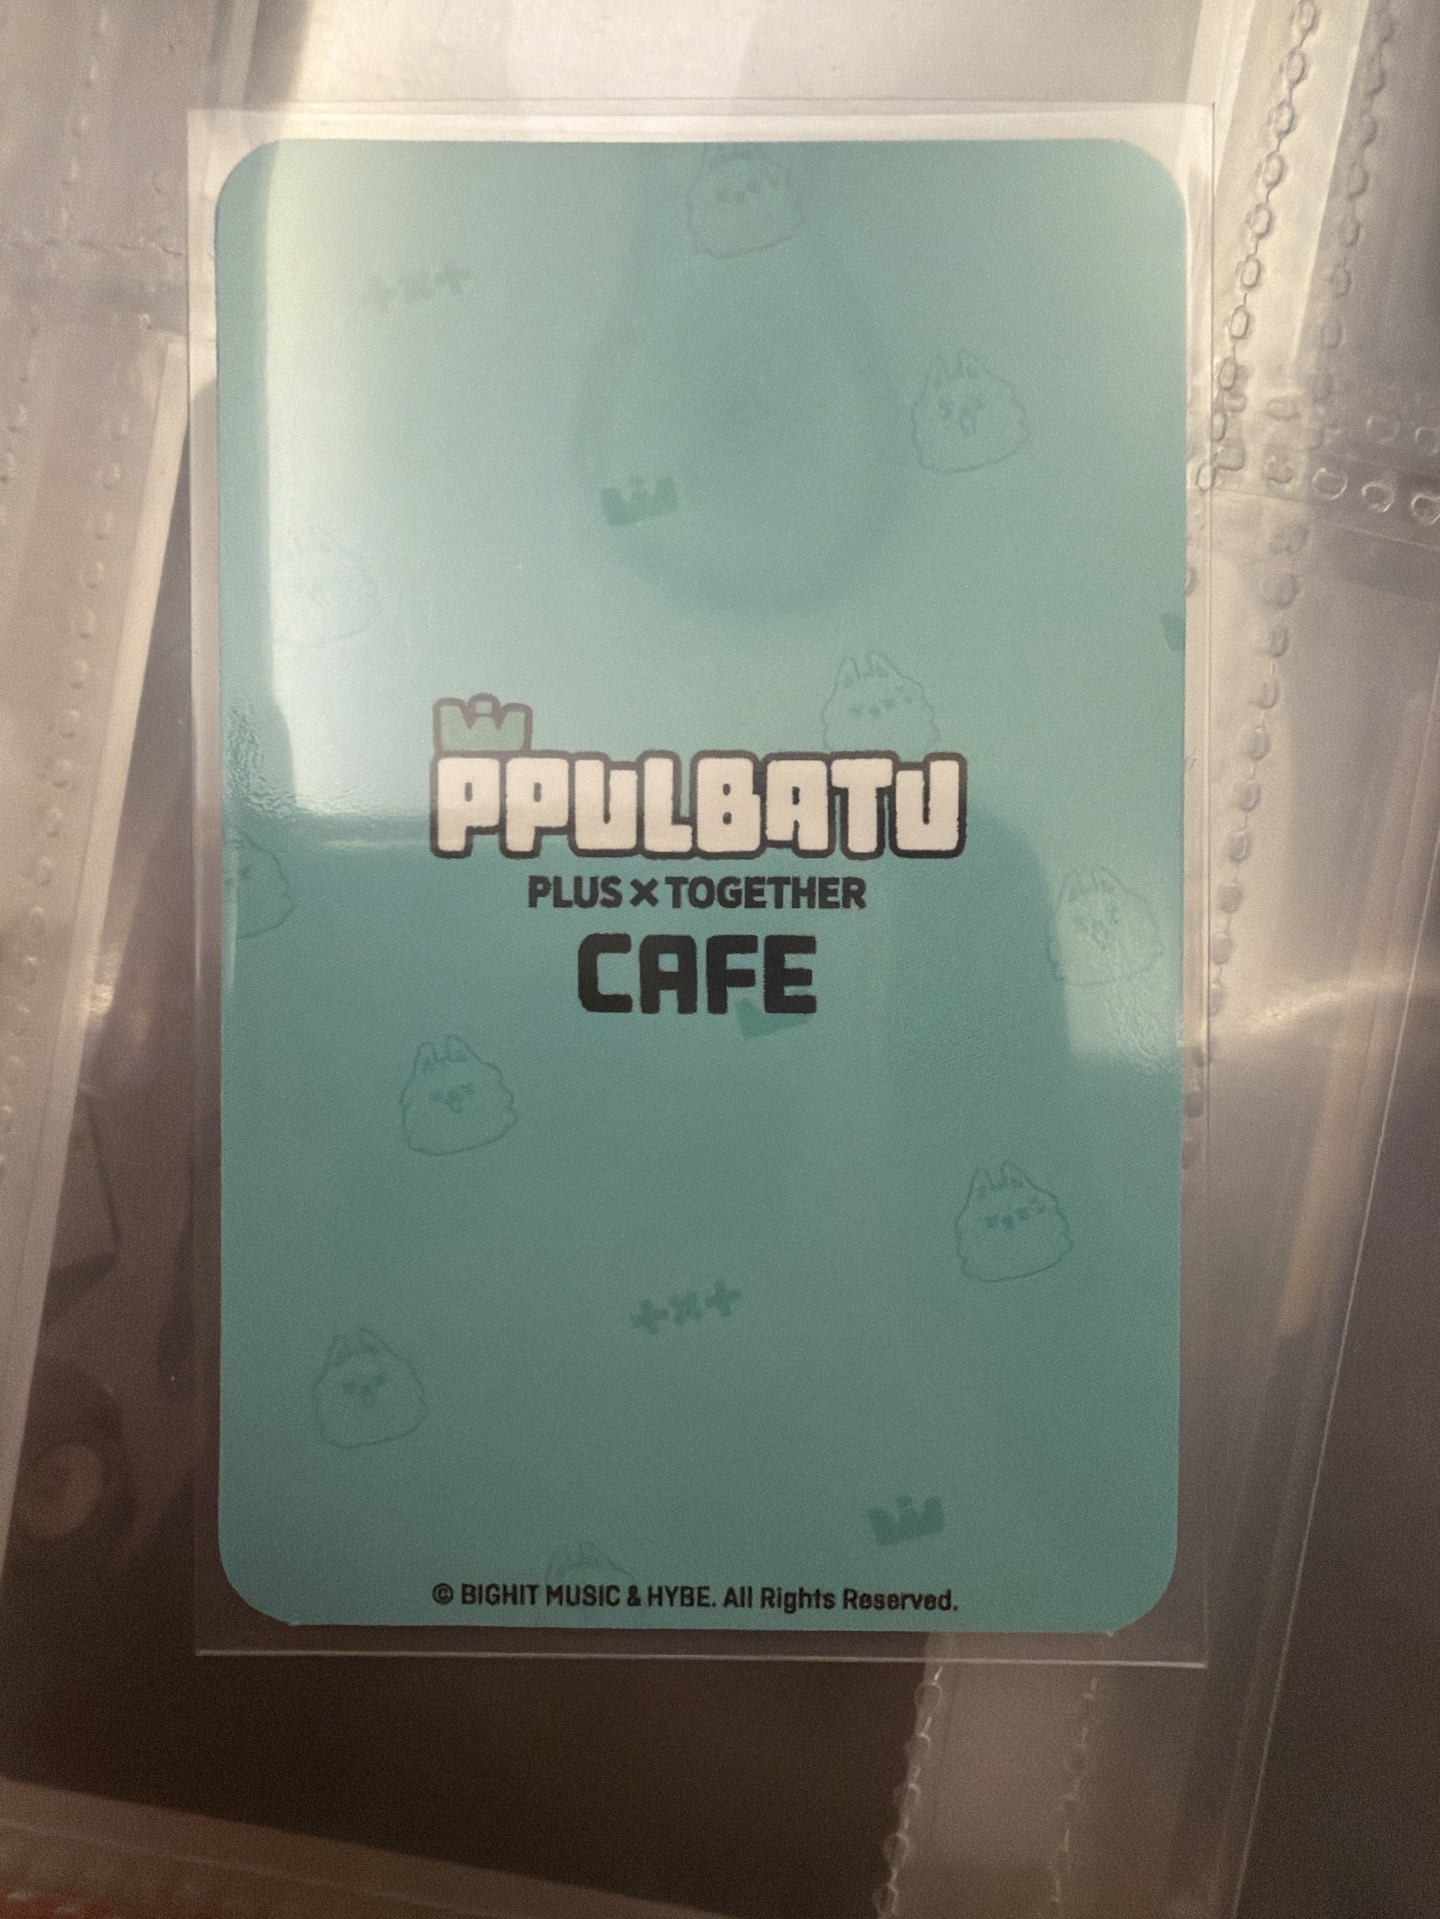 PPULBATU
PLUS × TOGETHER
CAFE
+×+
© BIGHIT MUSIC & HYBE. All Rights Reserved.